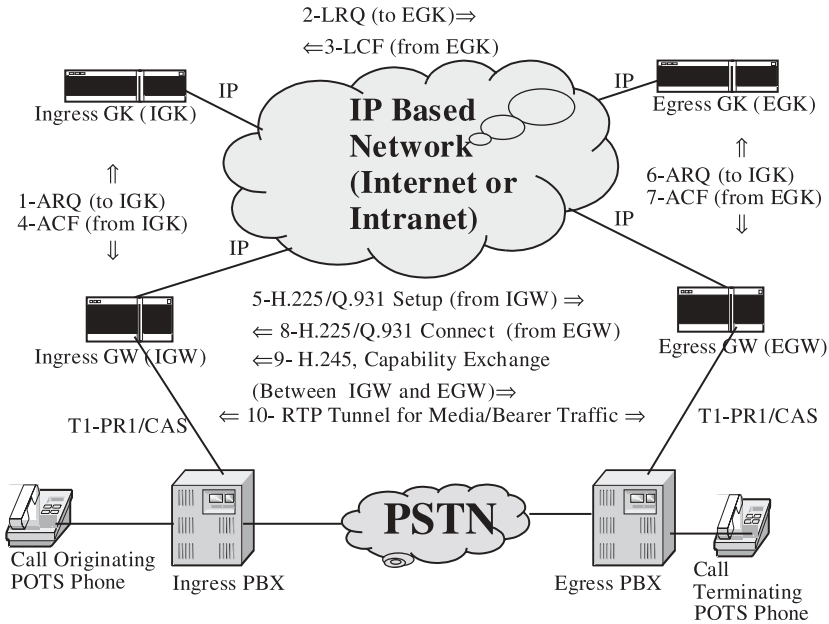 2-LRQ (to EGK)⇒
⇐3-LCF (from EGK)
IP
IP
Ingress GK (IGK)
Egress GK (EGK)
IP Based
Network
(Internet or
Intranet)
⇑
1-ARQ (to IGK)
4-ACF (from IGK)
⇓
⇑
6-ARQ (to IGK)
7-ACF (from EGK)
⇓
IP
IP
5-H.225/Q.931 Setup (from IGW) ⇒
⇐ 8-H.225/Q.931 Connect (from EGW)
⇐9- H.245, Capability Exchange
(Between IGW and EGW)⇒
⇐ 10- RTP Tunnel for Media/Bearer Traffic ⇒
Ingress GW (IGW)
Egress GW (EGW)
T1-PR1/CAS
T1-PR1/CAS
PSTN
Call Originating
POTS Phone
Ingress PBX
Egress PBX
Call
Terminating
POTS Phone